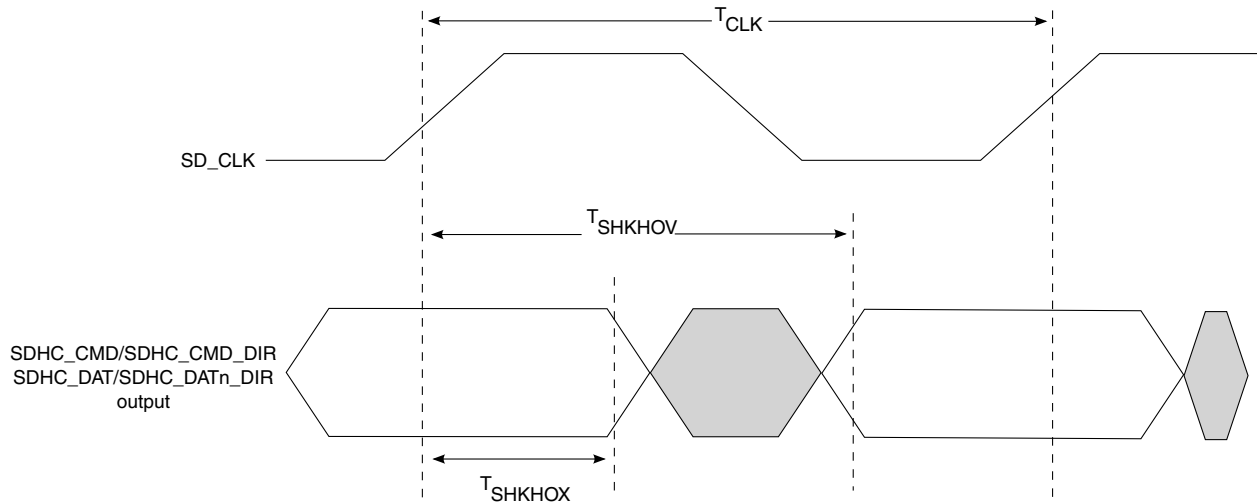 TCLK
SD_CLK
TSHKHOV
SDHC_CMD/SDHC_CMD_DIR
SDHC_DAT/SDHC_DATn_DIR
output
TSHKHOX